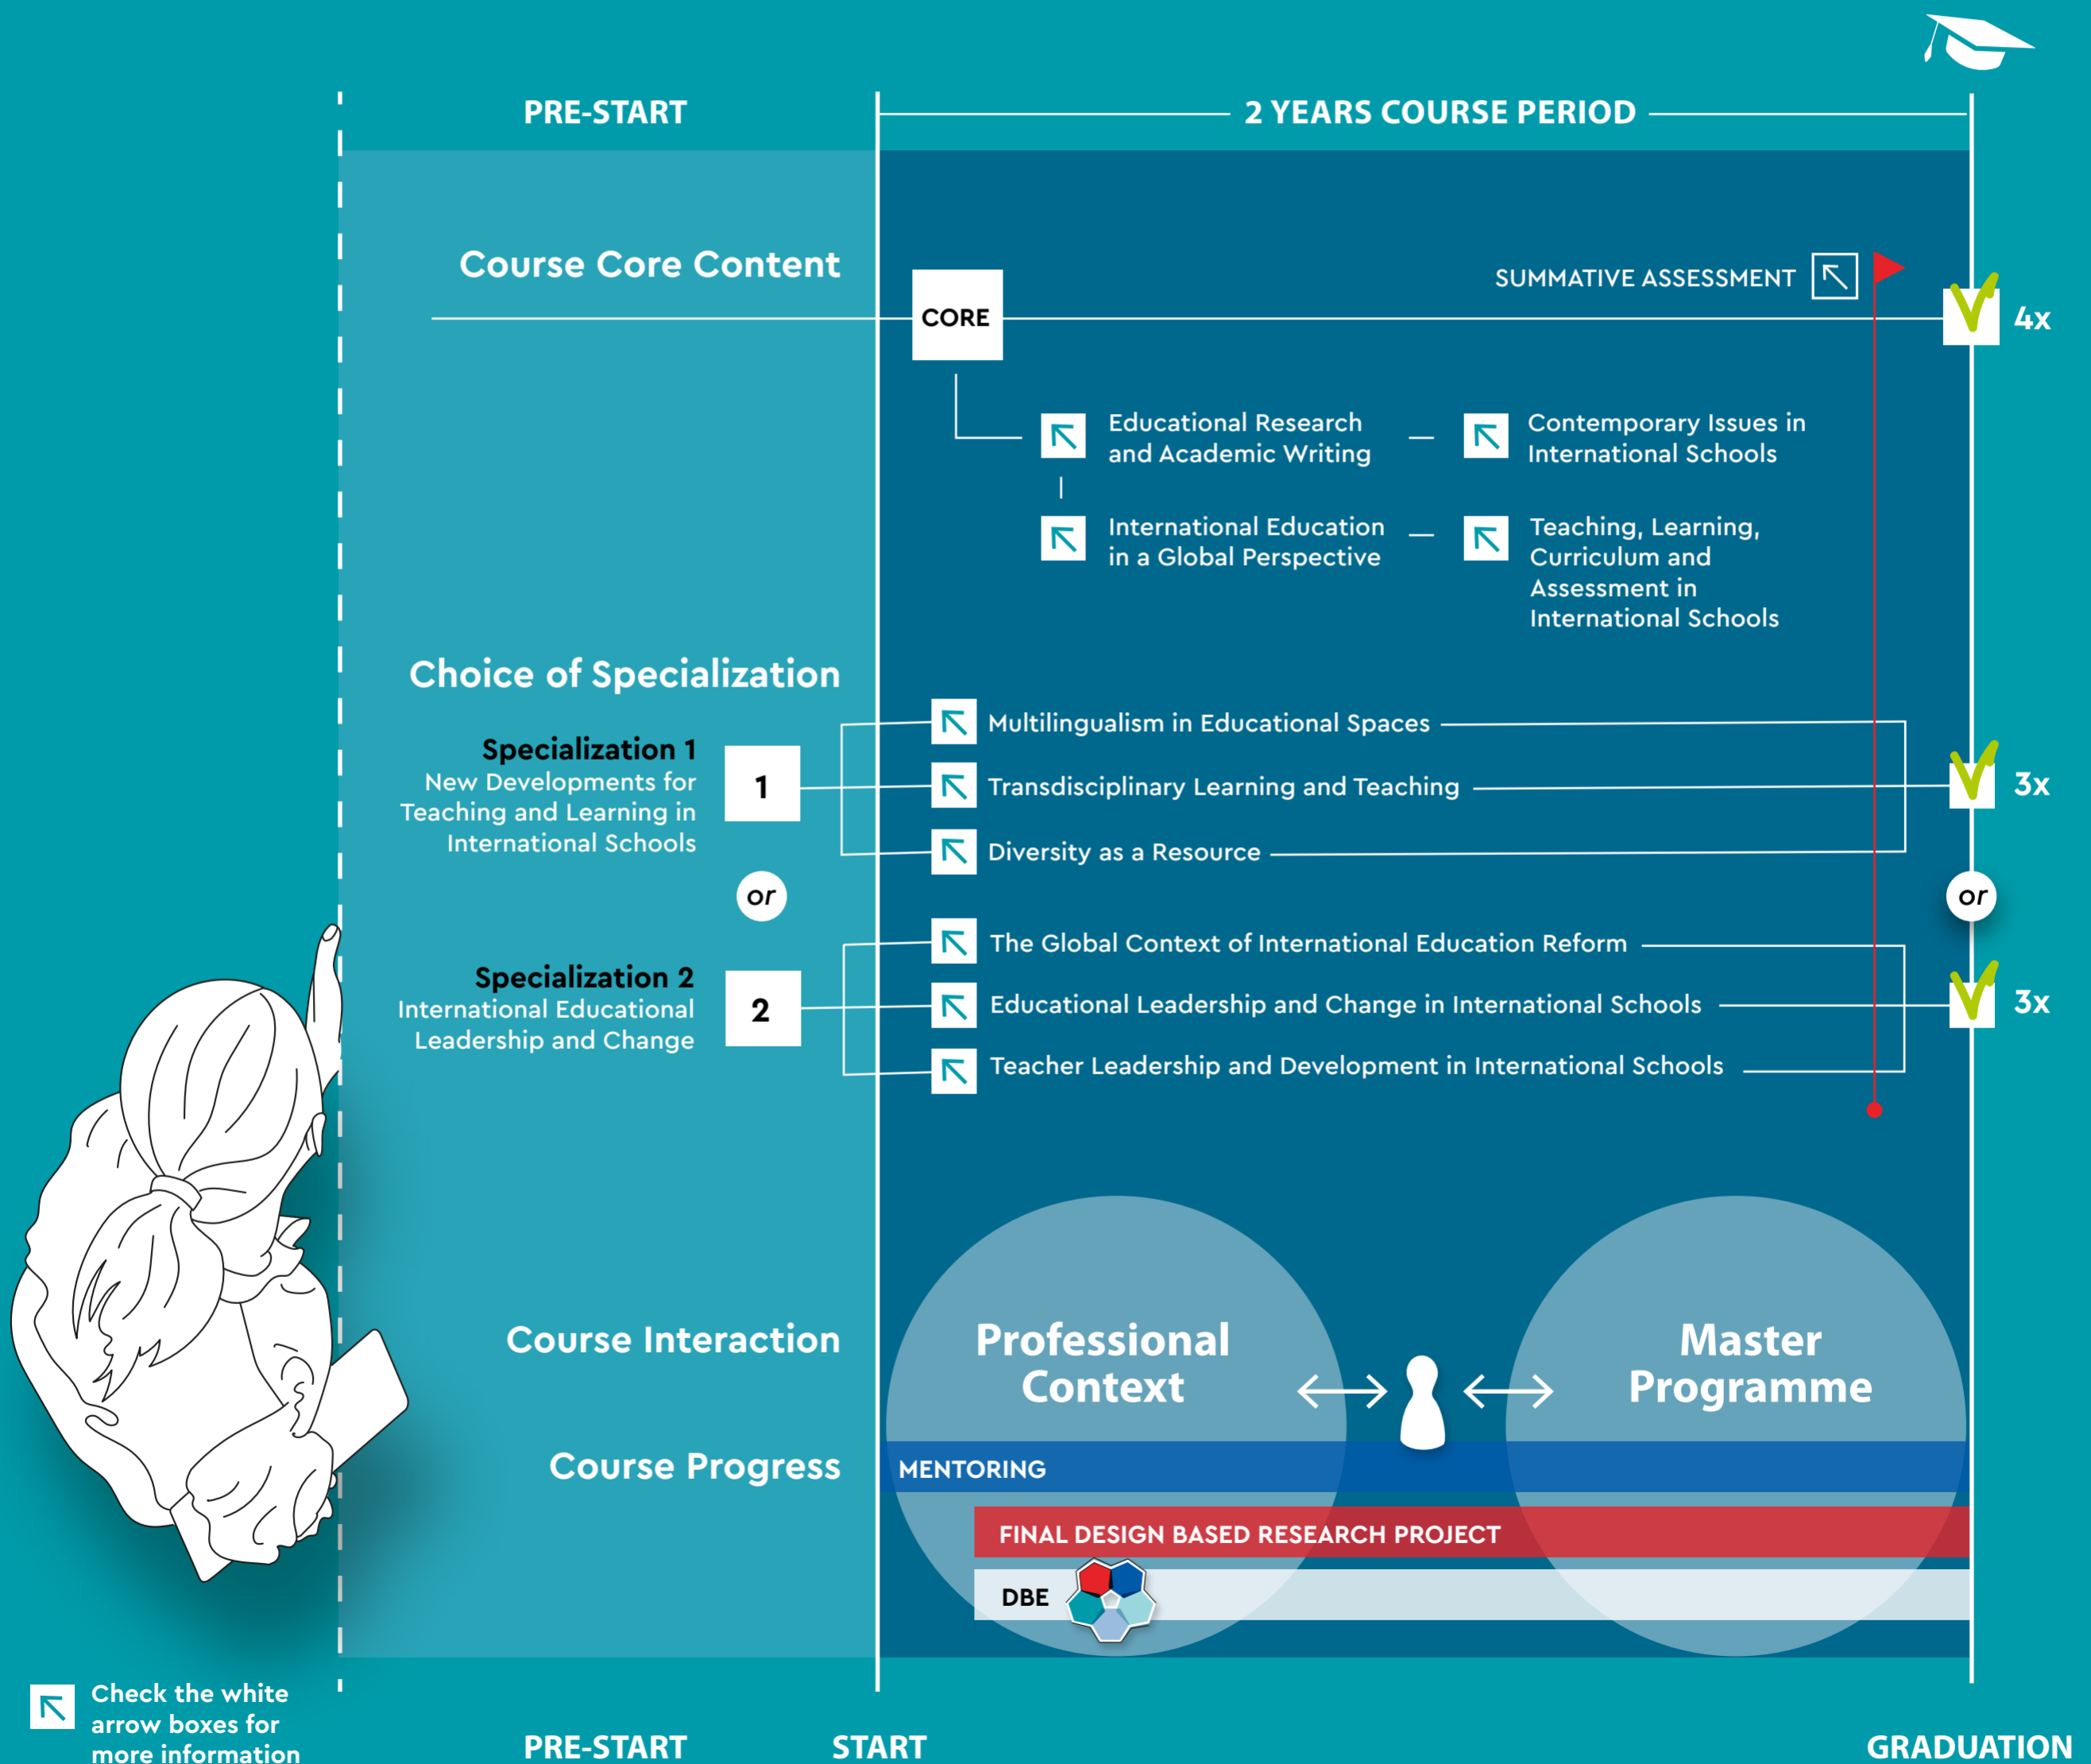 PRE-START
2 YEARS COURSE PERIOD
Course Core Content
SUMMATIVE ASSESSMENT
CORE
4x
Educational Research
and Academic Writing
Contemporary Issues in
International Schools
International Education
in a Global Perspective
Teaching, Learning,
Curriculum and
Assessment in
International Schools
Choice of Specialization
Specialization 1
New Developments for
Teaching and Learning in
International Schools
1
Multilingualism in Educational Spaces
Transdisciplinary Learning and Teaching
Diversity as a Resource
3x
or
or
Specialization 2
International Educational
Leadership and Change
2
The Global Context of International Education Reform
Educational Leadership and Change in International Schools
Teacher Leadership and Development in International Schools
3x
Course Interaction
Professional
Context
Master
Programme
Course Progress
MENTORING
FINAL DESIGN BASED RESEARCH PROJECT
DBE
Check the white
arrow boxes for
more information
PRE-START
START
GRADUATION